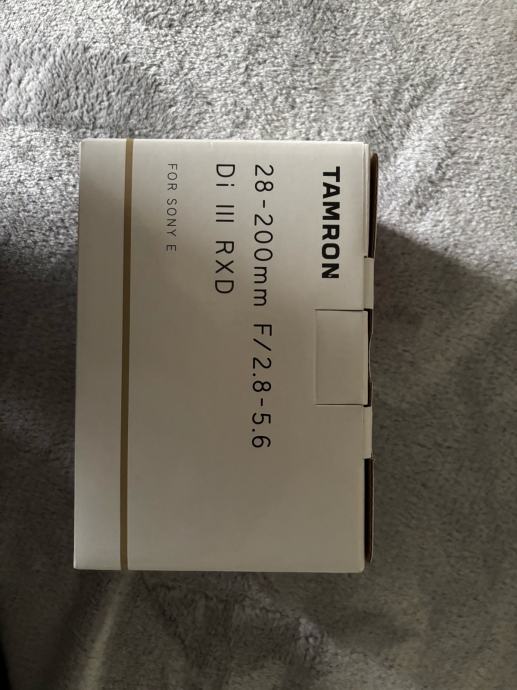 TAMRON
28-200mm F/2.8-5.6
Di III RXD
FOR SONY E